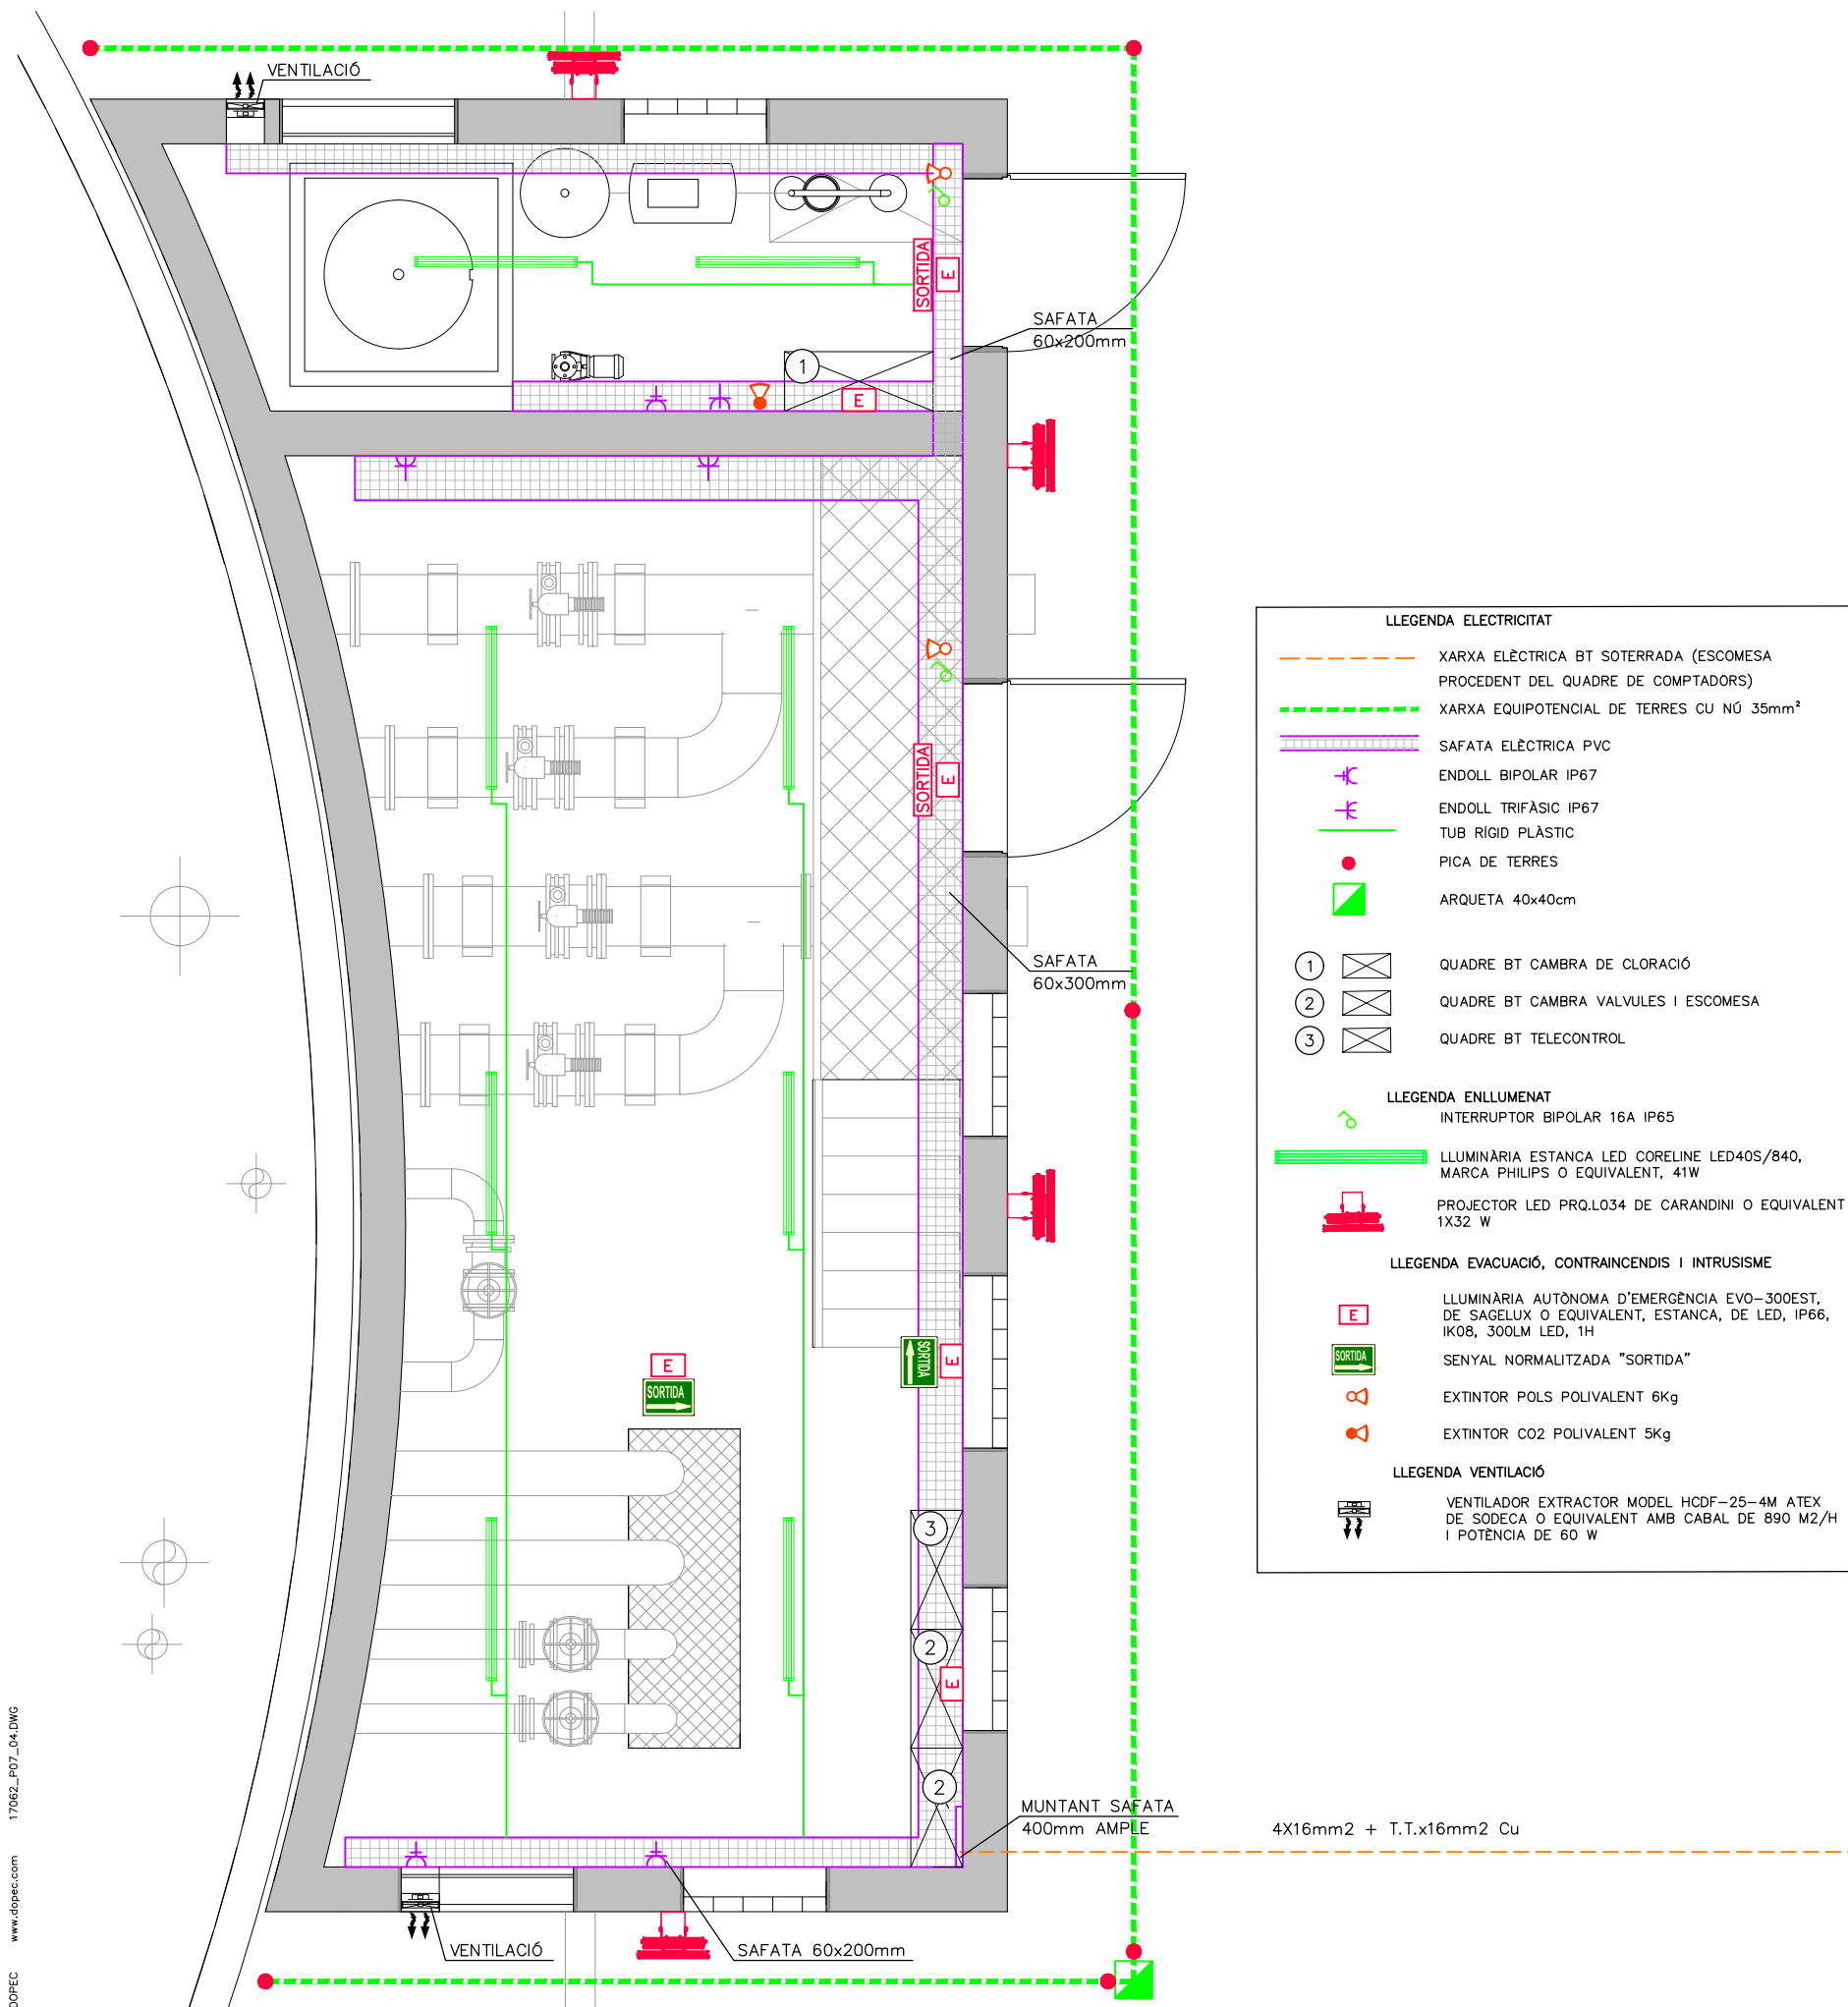 VENTILACIÓ
SORTIDA
E
SAFATA
60x200mm
1
E
SORTIDA
E
SAFATA
60x300mm
E
SORTIDA
SORTIDA
E
3
2
E
2
MUNTANT SAFATA
400mm AMPLE
4X16mm2 + T.T.x16mm2 Cu
VENTILACIÓ
SAFATA 60x200mm
LLEGENDA ELECTRICITAT
XARXA ELÈCTRICA BT SOTERRADA (ESCOMESA
PROCEDENT DEL QUADRE DE COMPTADORS)
XARXA EQUIPOTENCIAL DE TERRES CU NÚ 35mm²
SAFATA ELÈCTRICA PVC
ENDOLL BIPOLAR IP67
ENDOLL TRIFÀSIC IP67
TUB RÍGID PLÀSTIC
PICA DE TERRES
ARQUETA 40x40cm
1 QUADRE BT CAMBRA DE CLORACIÓ
2 QUADRE BT CAMBRA VALVULES I ESCOMESA
3 QUADRE BT TELECONTROL
LLEGENDA ENLLUMENAT
INTERRUPTOR BIPOLAR 16A IP65
LLUMINÀRIA ESTANCA LED CORELINE LED40S/840,
MARCA PHILIPS O EQUIVALENT, 41W
PROJECTOR LED PRQ.L034 DE CARANDINI O EQUIVALENT
1X32 W
LLEGENDA EVACUACIÓ, CONTRAINCENDIS I INTRUSISME
LLUMINÀRIA AUTÒNOMA D'EMERGÈNCIA EVO-300EST,
E DE SAGELUX O EQUIVALENT, ESTANCA, DE LED, IP66,
IK08, 300LM LED, 1H
SORTIDA SENYAL NORMALITZADA "SORTIDA"
EXTINTOR POLS POLIVALENT 6Kg
EXTINTOR CO2 POLIVALENT 5Kg
LLEGENDA VENTILACIÓ
VENTILADOR EXTRACTOR MODEL HCDF-25-4M ATEX
DE SODECA O EQUIVALENT AMB CABAL DE 890 M2/H
I POTÈNCIA DE 60 W
DOPEC www.dopec.com 17062_P07_04.DWG